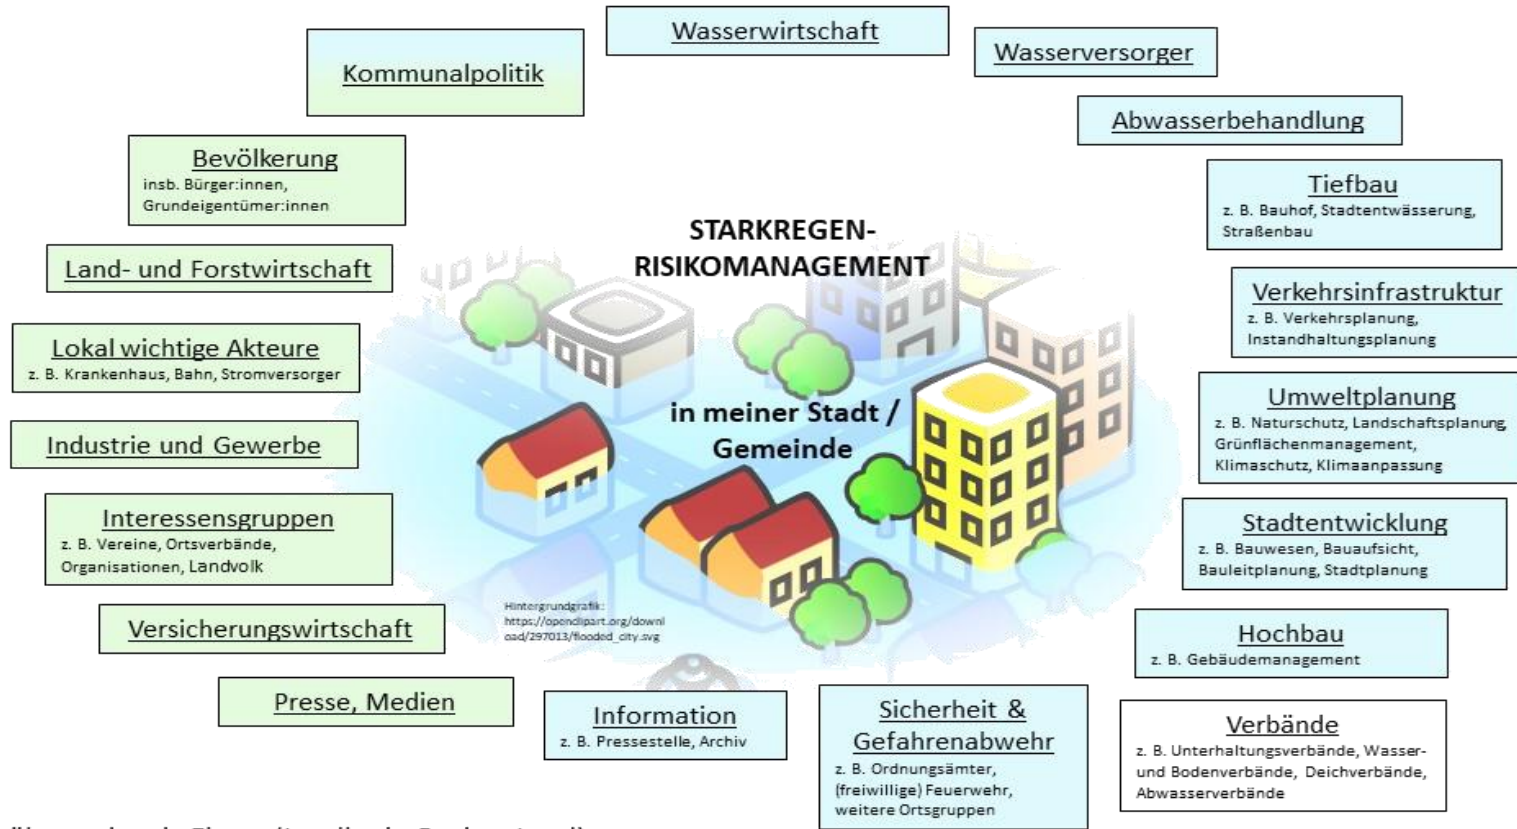 Wasserwirtschaft
Kommunalpolitik
Wasserversorger
Abwasserbehandlung
Bevölkerung
insb. Bürger:innen,
Grundeigentümer:innen
Tiefbau
z. B. Bauhof, Stadtentwässerung,
Straßenbau
STARKREGEN-
RISIKOMANAGEMENT
in meiner Stadt /
Gemeinde
Land- und Forstwirtschaft
Verkehrsinfrastruktur
z. B. Verkehrsplanung,
Instandhaltungsplanung
Lokal wichtige Akteure
z. B. Krankenhaus, Bahn, Stromversorger
Umweltplanung
z. B. Naturschutz, Landschaftsplanung,
Grünflächenmanagement,
Klimaschutz, Klimaanpassung
Industrie und Gewerbe
Interessensgruppen
z. B. Vereine, Ortsverbände,
Organisationen, Landvolk
Stadtentwicklung
z. B. Bauwesen, Bauaufsicht,
Bauleitplanung, Stadtplanung
Versicherungswirtschaft
Hintergrundgrafik:
https://openclipart.org/downl
oad/297013/flooded_city.svg
Hochbau
z. B. Gebäudemanagement
Presse, Medien
Information
z. B. Pressestelle, Archiv
Sicherheit &
Gefahrenabwehr
z. B. Ordnungsämter,
(freiwillige) Feuerwehr,
weitere Ortsgruppen
Verbände
z. B. Unterhaltungsverbände, Wasser-
und Bodenverbände, Deichverbände,
Abwasserverbände